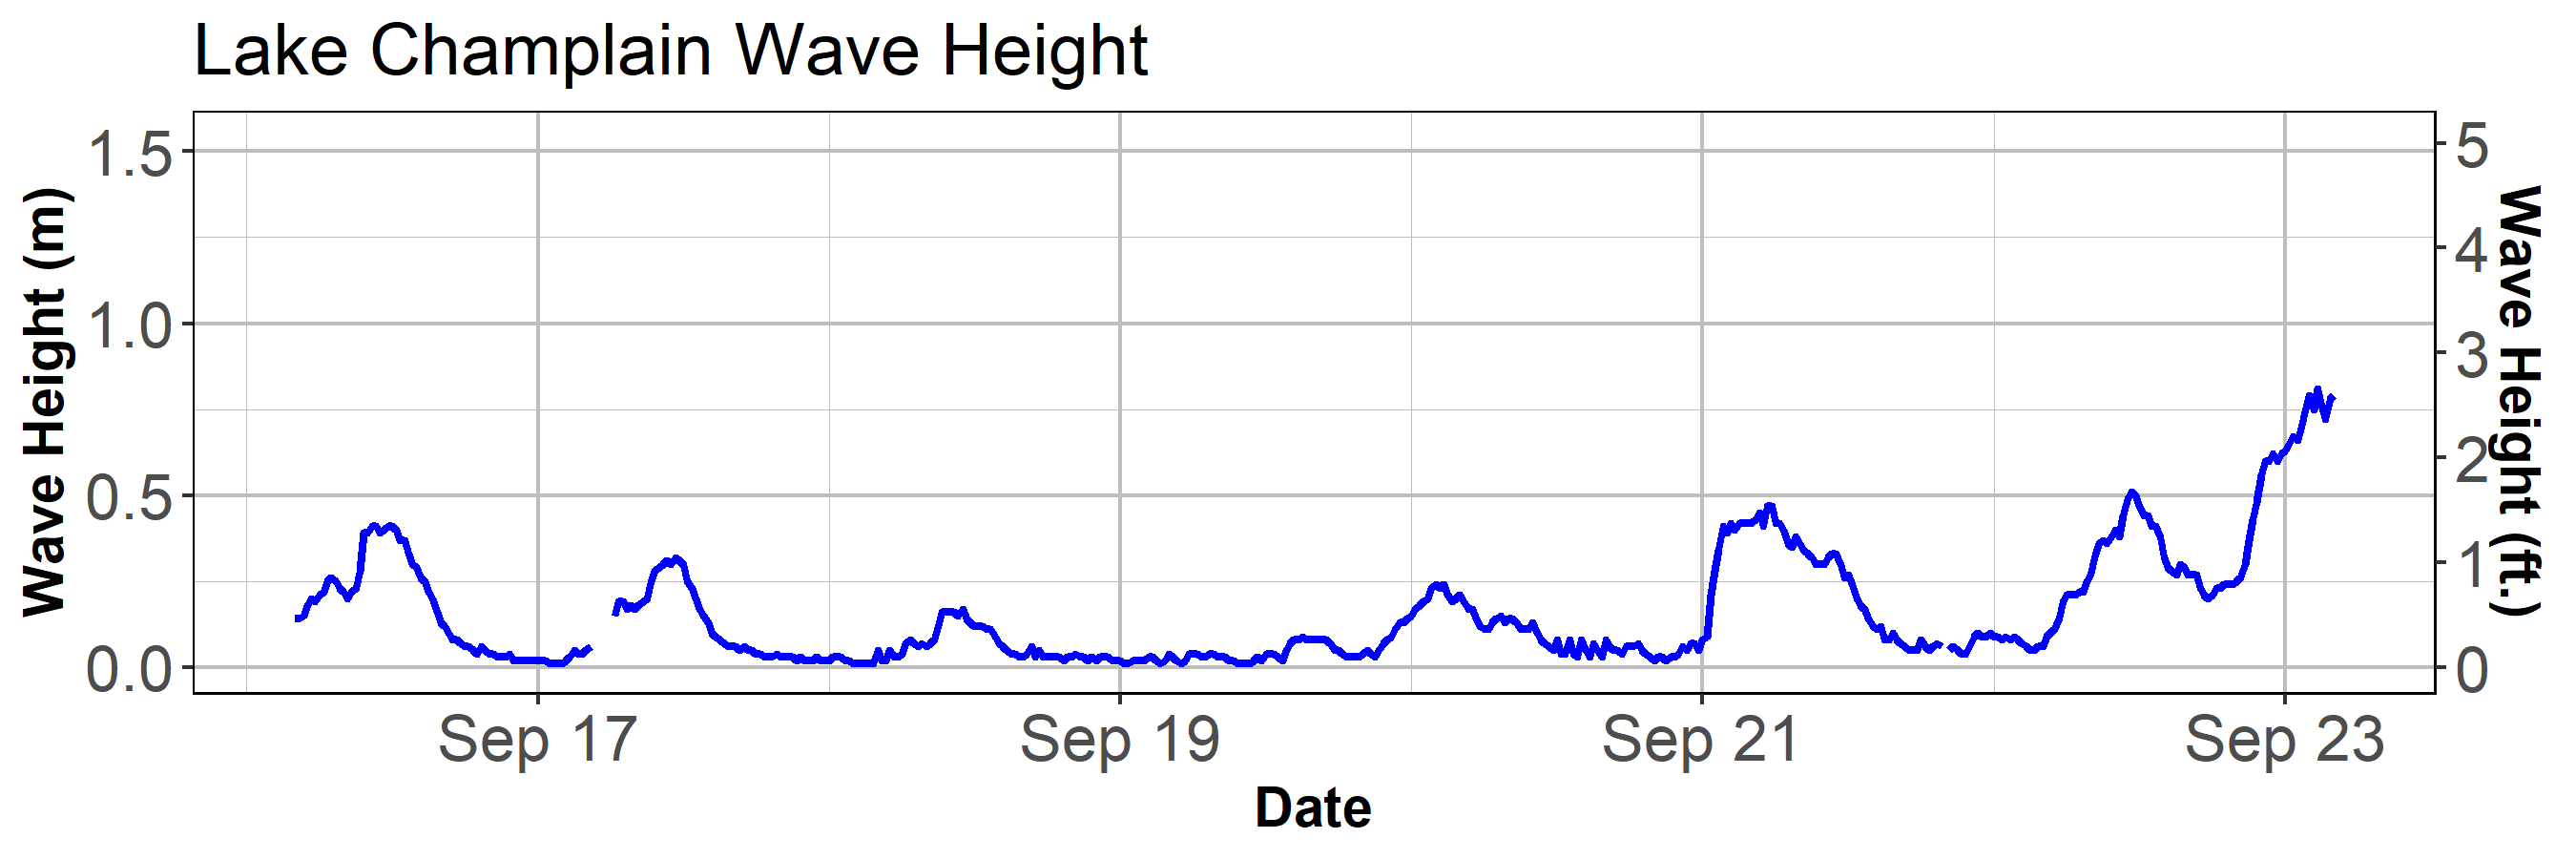 Lake Champlain Wave Height
Wave Height (m)
1.5
1.0
0.5
0.0
5
4
3
2
1
0
Wave Height (ft.)
Sep 17
Sep 19
Sep 21
Sep 23
Date